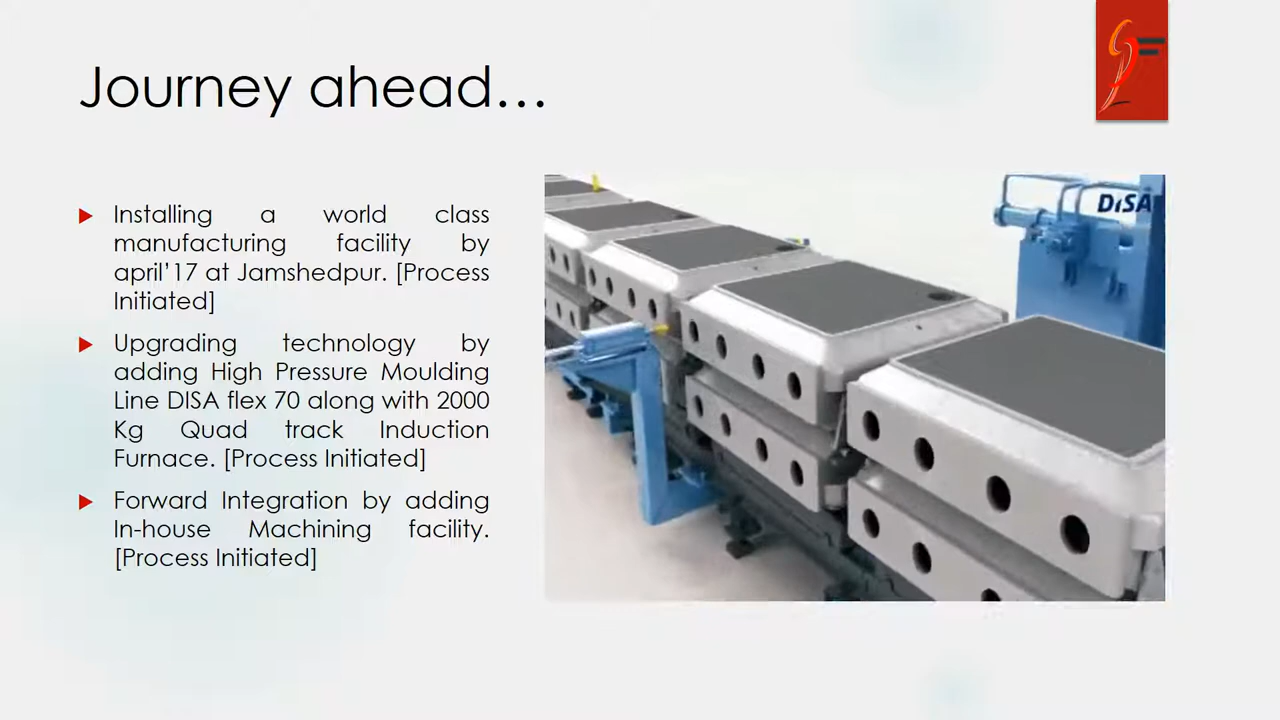 Journey ahead…
Installing a world class
manufacturing facility by
april’17 at Jamshedpur. [Process
Initiated]
Upgrading technology by
adding High Pressure Moulding
Line DISA flex 70 along with 2000
Kg Quad track Induction
Furnace. [Process Initiated]
Forward Integration by adding
In-house Machining facility.
[Process Initiated]
DISA